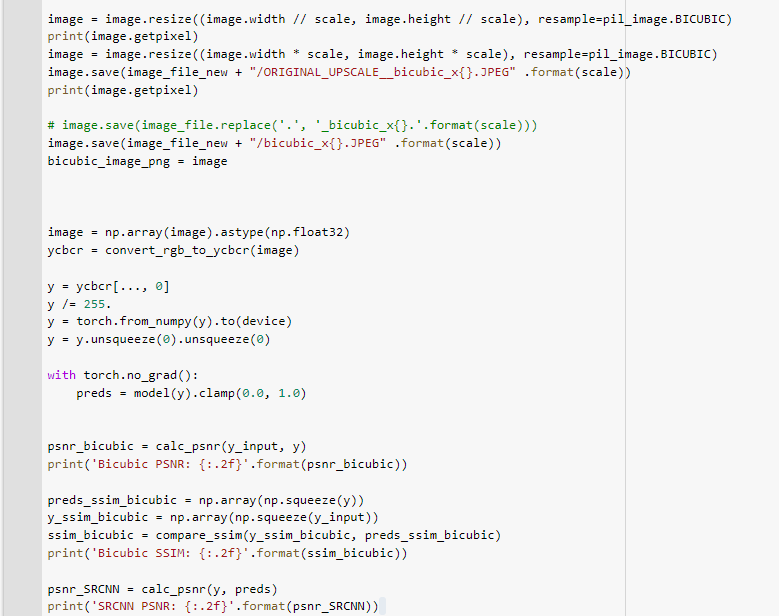 image = image.resize((image.width // scale, image.height // scale), resample=pil_image.BICUBIC)
print(image.getpixel)
image = image.resize((image.width * scale, image.height * scale), resample=pil_image.BICUBIC)
image.save(image_file_new + "/ORIGINAL_UPSCALE__bicubic_x{}.JPEG" .format(scale))
print(image.getpixel)
# image.save(image_file.replace('.', '_bicubic_x{}.'.format(scale)))
image.save(image_file_new + "/bicubic_x{}.JPEG" .format(scale))
bicubic_image_png = image
image = np.array(image).astype(np.float32)
ycbcr = convert_rgb_to_ycbcr(image)
y = ycbcr[..., 0]
y /= 255.
y = torch.from_numpy(y).to(device)
y = y.unsqueeze(0).unsqueeze(0)
with torch.no_grad():
    preds = model(y).clamp(0.0, 1.0)
psnr_bicubic = calc_psnr(y_input, y)
print('Bicubic PSNR: {:.2f}'.format(psnr_bicubic))
preds_ssim_bicubic = np.array(np.squeeze(y))
y_ssim_bicubic = np.array(np.squeeze(y_input))
ssim_bicubic = compare_ssim(y_ssim_bicubic, preds_ssim_bicubic)
print('Bicubic SSIM: {:.2f}'.format(ssim_bicubic))
psnr_SRCNN = calc_psnr(y, preds)
print('SRCNN PSNR: {:.2f}'.format(psnr_SRCNN))